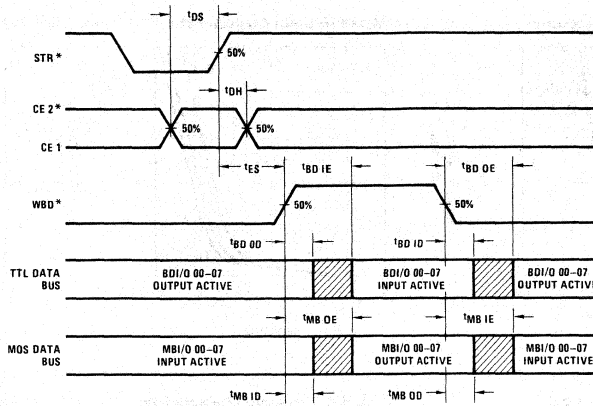 tDS
50%
STR*
tDH
CE 2*
50%
50%
CE 1
tES
tBD IE
tBD OE
WBD*
50%
50%
tBD OD
tBD ID
TTL DATA
BUS
BDI/O 00–07
OUTPUT ACTIVE
BDI/O 00–07
INPUT ACTIVE
BDI/O 00–07
OUTPUT ACTIVE
tMB OE
tMB IE
MOS DATA
BUS
MBI/O 00–07
INPUT ACTIVE
MBI/O 00–07
OUTPUT ACTIVE
MBI/O 00–07
INPUT ACTIVE
tMB ID
tMB OD